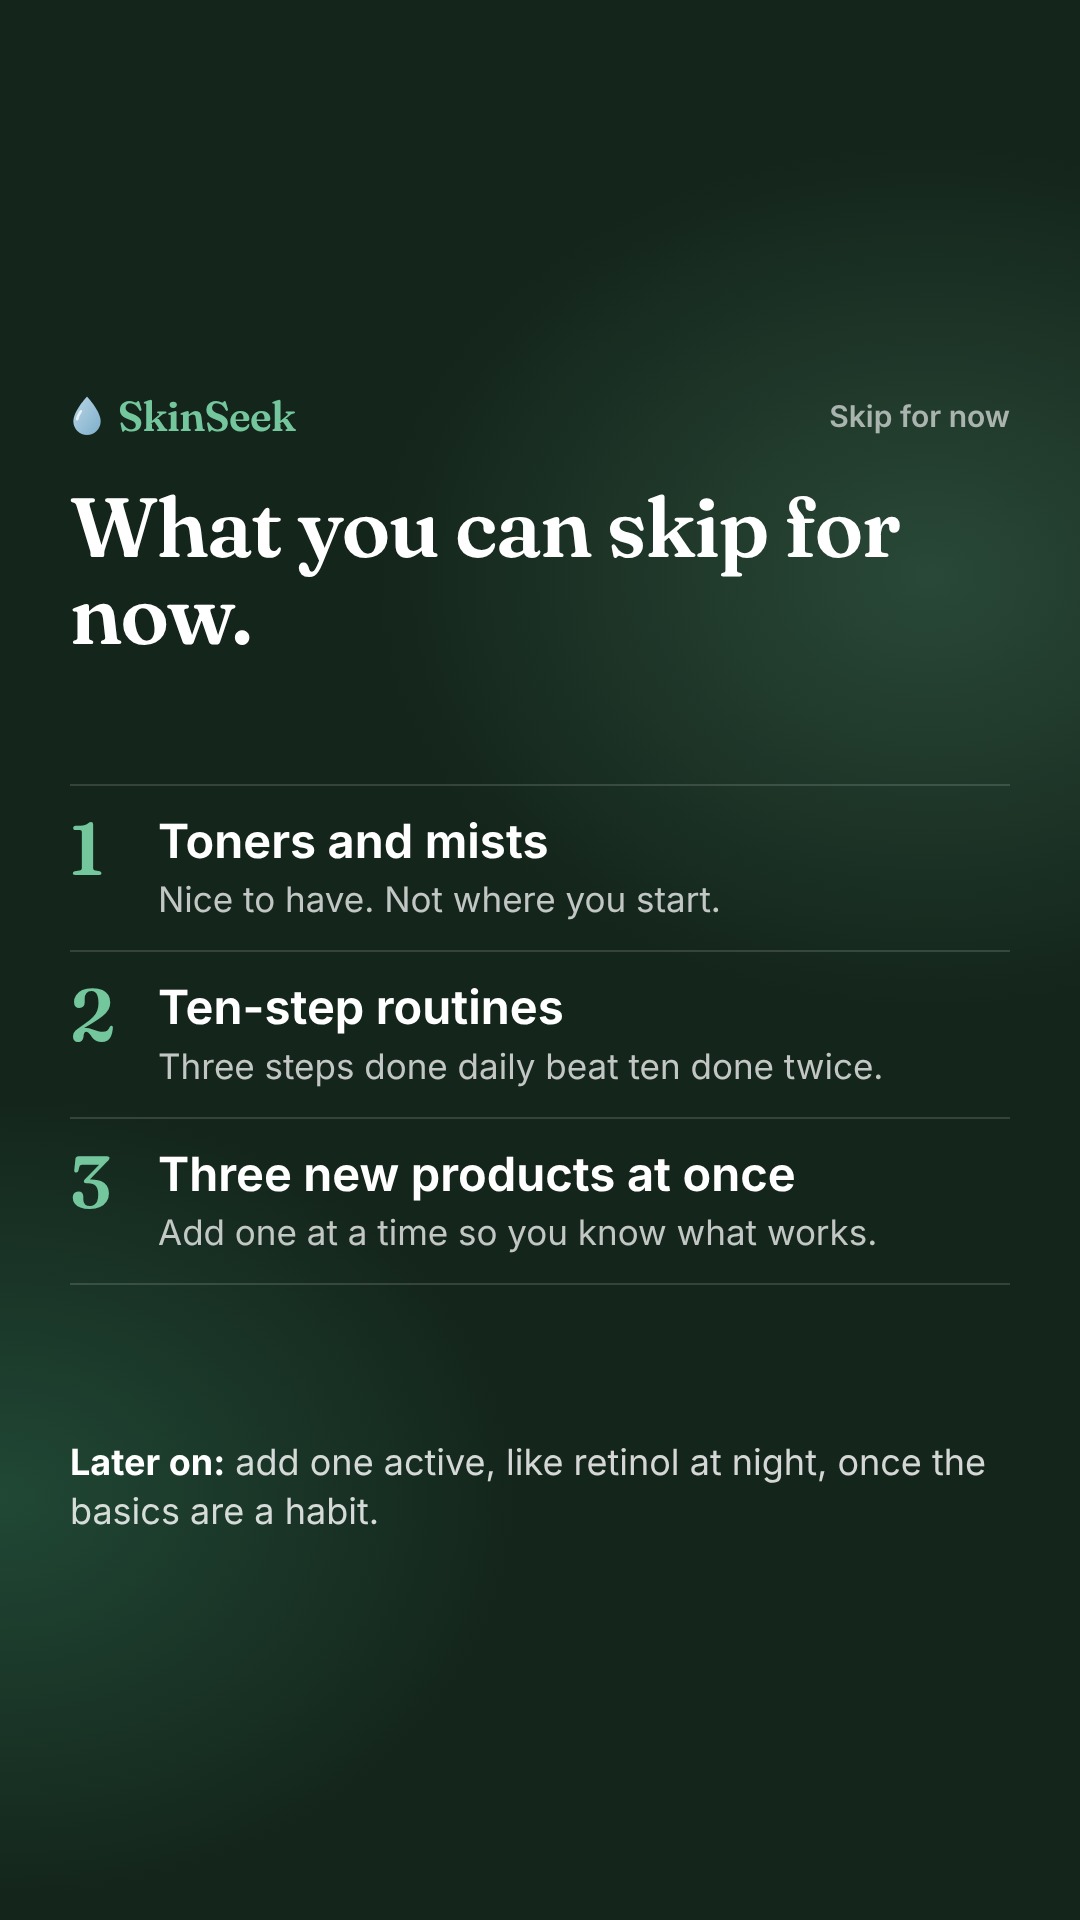 SkinSeek
Skip for now
What you can skip for
now.
1
Toners and mists
Nice to have. Not where you start.
2
Ten-step routines
Three steps done daily beat ten done twice.
3
Three new products at once
Add one at a time so you know what works.
Later on: add one active, like retinol at night, once the
basics are a habit.